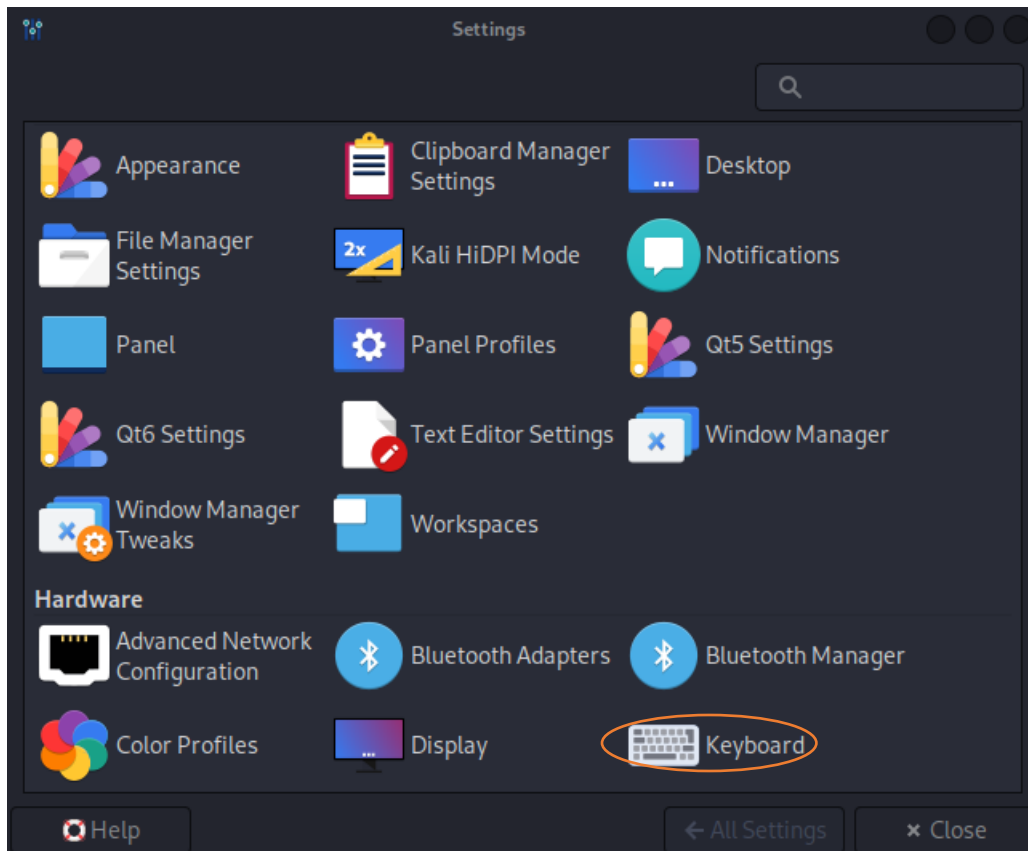 Settings
Appearance
Clipboard Manager
Settings
Desktop
File Manager
Settings
2x
Kali HiDPI Mode
Notifications
Panel
Panel Profiles
Qt5 Settings
Qt6 Settings
Text Editor Settings
Window Manager
Window Manager
Tweaks
Workspaces
Hardware
Advanced Network
Configuration
Bluetooth Adapters
Bluetooth Manager
Color Profiles
Display
Keyboard
Help
← All Settings
× Close